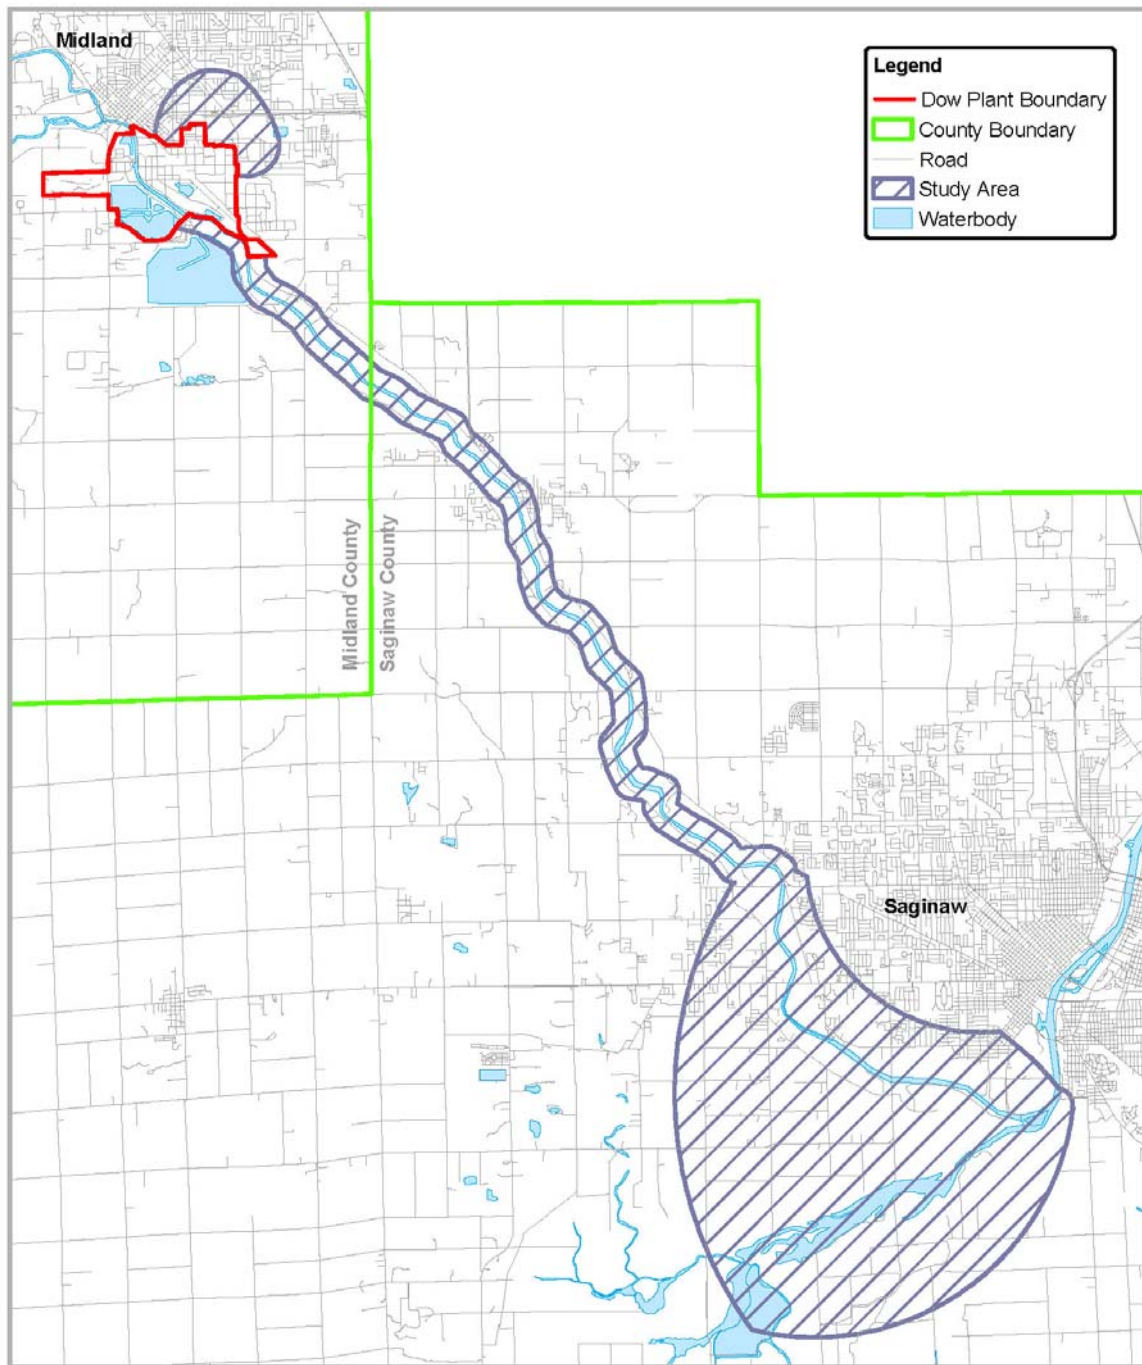 Midland
Legend
Dow Plant Boundary
County Boundary
Road
Study Area
Waterbody
Midland County
Saginaw County
Saginaw